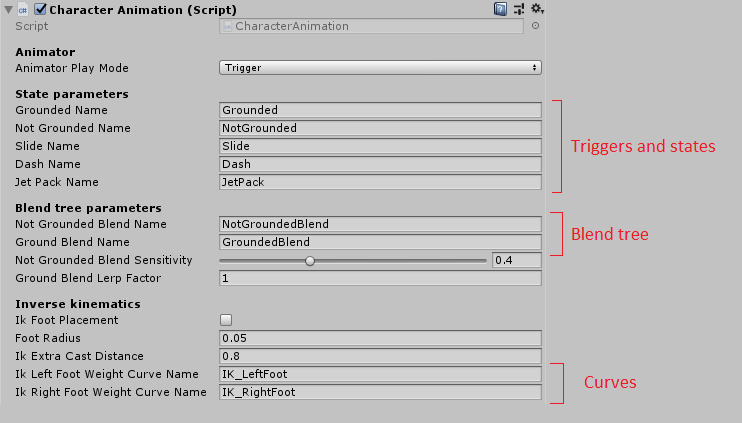 Character Animation (Script)
Script CharacterAnimation
Animator
Animator Play Mode Trigger
State parameters
Grounded Name Grounded
Not Grounded Name NotGrounded
Slide Name Slide
Dash Name Dash
Jet Pack Name JetPack
Triggers and states
Blend tree parameters
Not Grounded Blend Name NotGroundedBlend
Ground Blend Name GroundedBlend
Not Grounded Blend Sensitivity 0.4
Ground Blend Lerp Factor 1
Blend tree
Inverse kinematics
Ik Foot Placement
Foot Radius 0.05
Ik Extra Cast Distance 0.8
Ik Left Foot Weight Curve Name IK_LeftFoot
Ik Right Foot Weight Curve Name IK_RightFoot
Curves